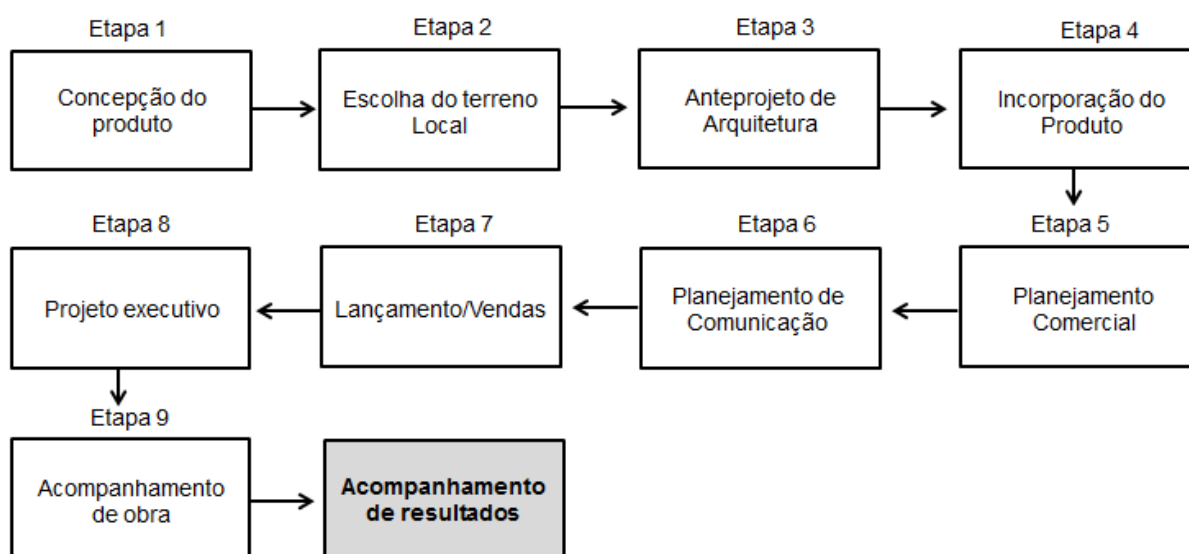 Etapa 1
Concepção do
produto
Etapa 2
Escolha do terreno
Local
Etapa 3
Anteprojeto de
Arquitetura
Etapa 4
Incorporação do
Produto
Etapa 5
Planejamento
Comercial
Etapa 6
Planejamento de
Comunicação
Etapa 7
Lançamento/Vendas
Etapa 8
Projeto executivo
Etapa 9
Acompanhamento
de obra
Acompanhamento
de resultados